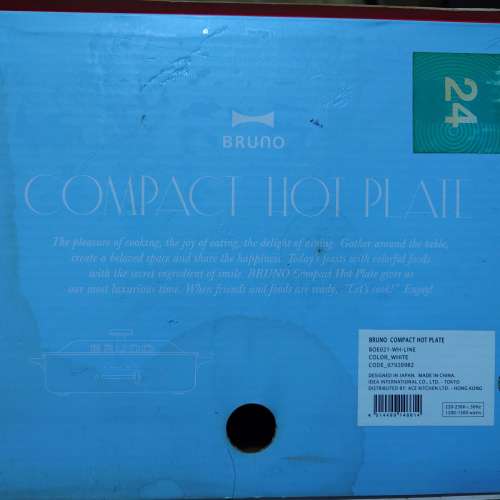 24
BRUNO
COMPACT HOT PLATE
The pleasure of cooking, the joy of eating, the delight of dining. Gather around the table,
create a beloved space and share the happiness. Today feasts with colorful foods
with the secret ingredient of smile. BRUNO Compact Hot Plate gives us
our most luxurious time. When friends and foods are ready, "Let's cook!" Enjoy!
BRUNO
BRUNO COMPACT HOT PLATE
BOE021-WH-LINE
COLOR_WHITE
DESIGNED IN JAPAN. MADE IN CHINA.
IDEA INTERNATIONAL CO., LTD. - TOKYO
DISTRIBUTED BY: ACE KITCHEN LTD. - HONG KONG